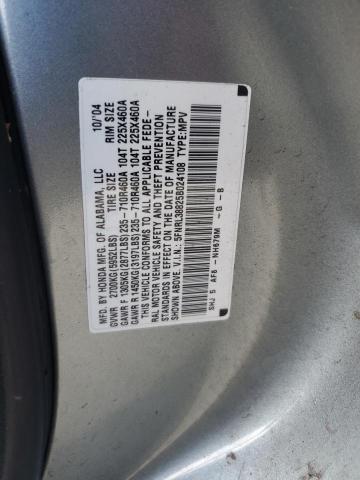 MFD. BY HONDA MFG. OF ALABAMA, LLC 10/'04
GVWR 2700KG(5952LBS) TIRE SIZE RIM SIZE
GAWR F 1305KG(2877LBS) 235-710R460A 104T 225X460A
GAWR R 1450KG(3197LBS) 235-710R460A 104T 225X460A
THIS VEHICLE CONFORMS TO ALL APPLICABLE FEDE-
RAL MOTOR VEHICLE SAFETY AND THEFT PREVENTION
STANDARDS IN EFFECT ON THE DATE OF MANUFACTURE
SHOWN ABOVE. V.I.N.: 5FNRL38825B024108 TYPE:MPV
SHJ 5 AF6 -NH679M -G -B